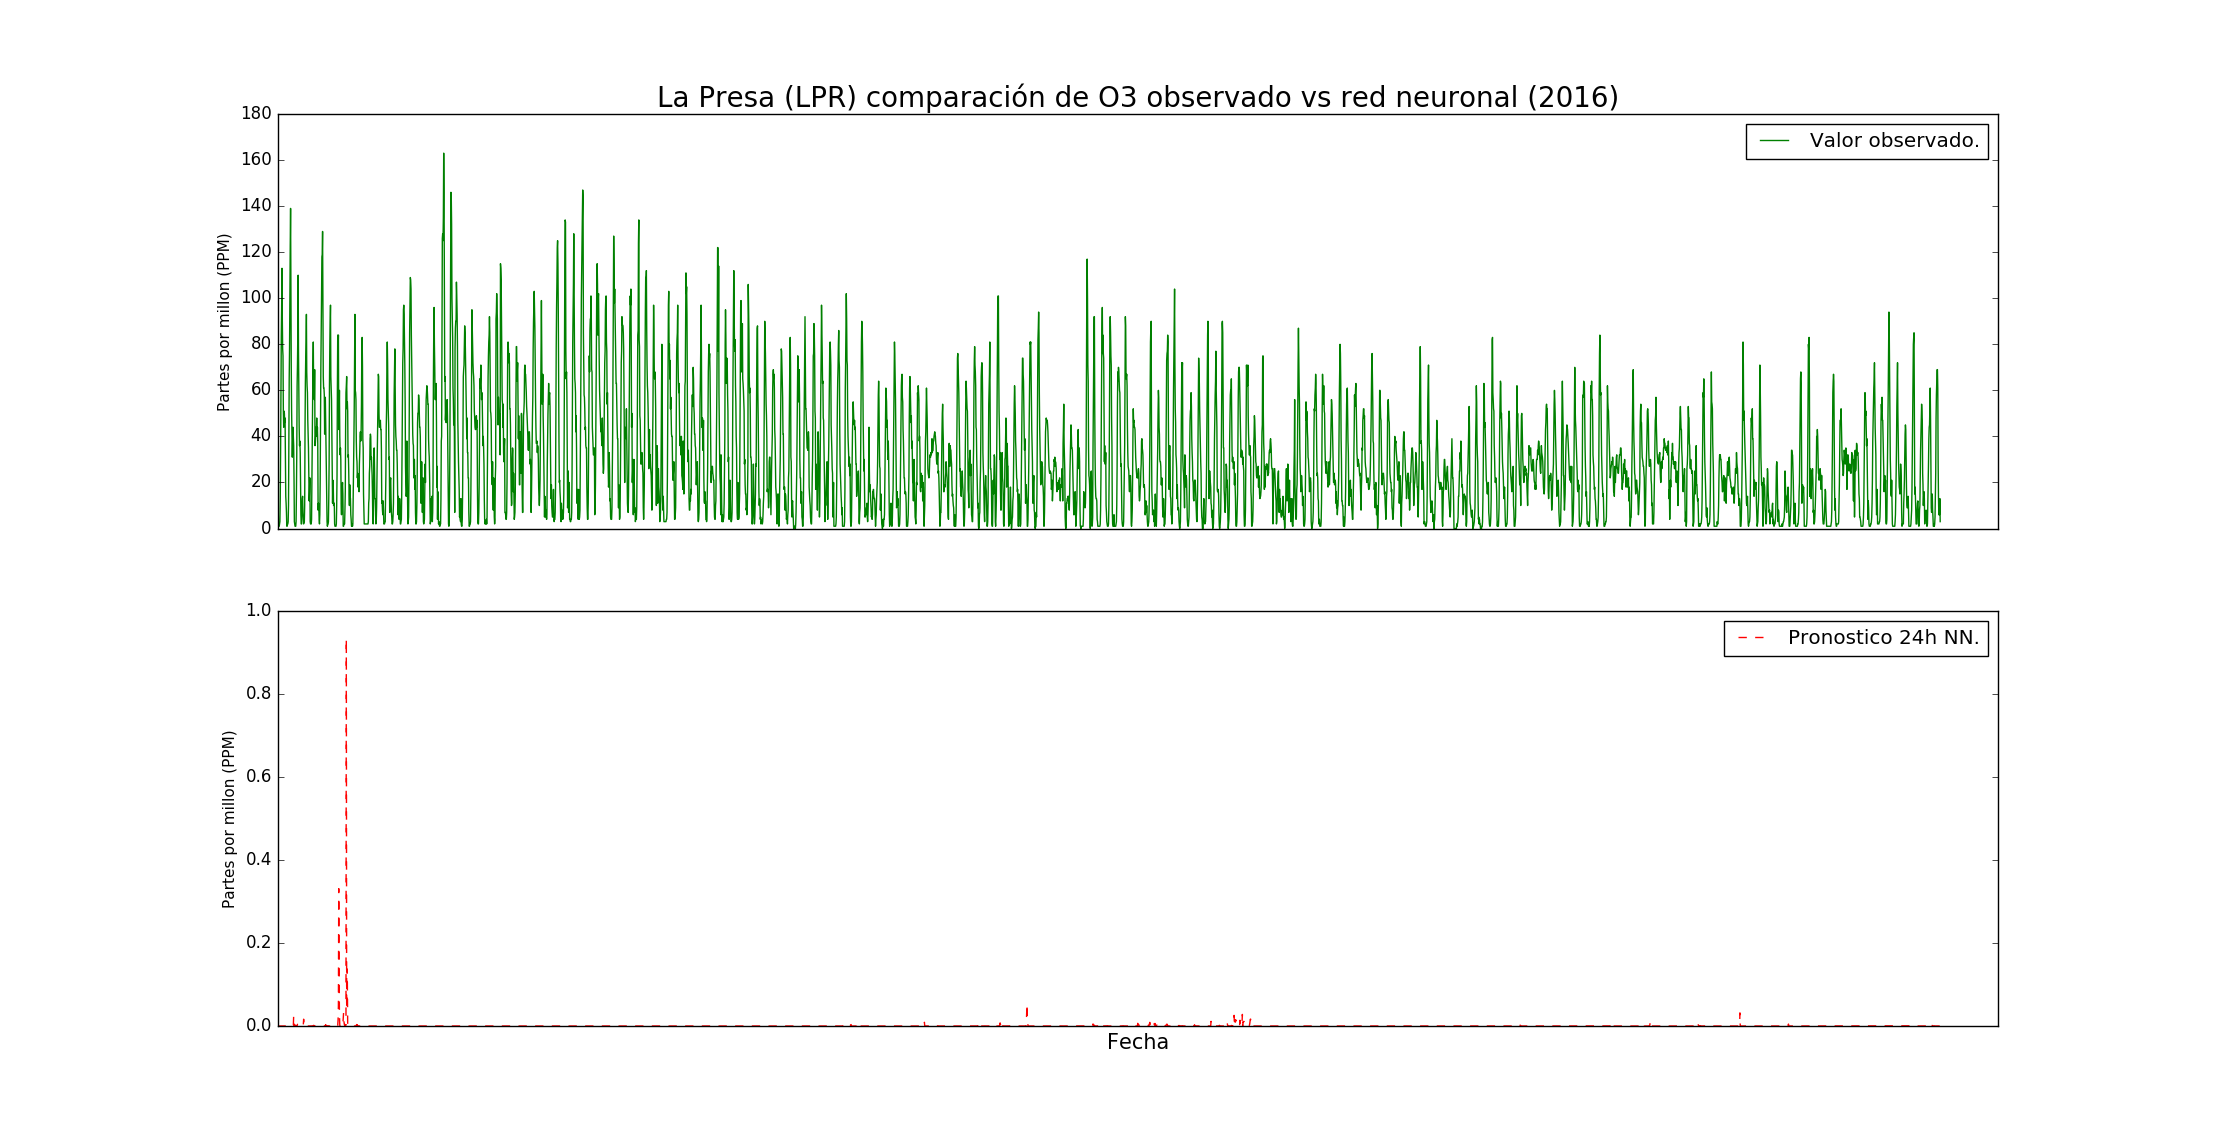 La Presa (LPR) comparación de O3 observado vs red neuronal (2016)
180
160
140
120
100
80
60
40
20
0
Partes por millon (PPM)
Valor observado.
1.0
0.8
0.6
0.4
0.2
0.0
Partes por millon (PPM)
Pronostico 24h NN.
Fecha